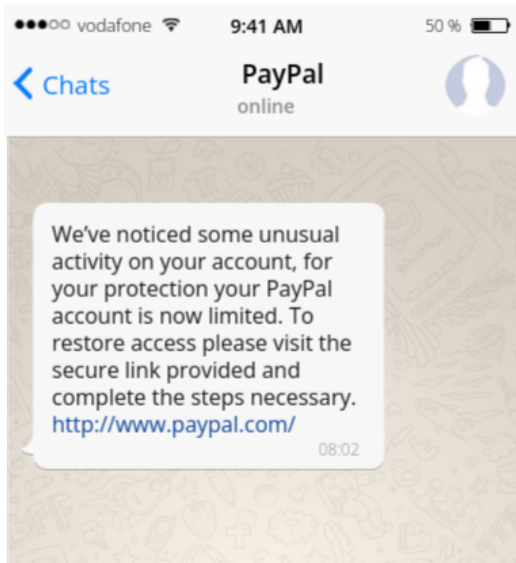 vodafone 9:41 AM 50 %
Chats PayPal
online
We've noticed some unusual
activity on your account, for
your protection your PayPal
account is now limited. To
restore access please visit the
secure link provided and
complete the steps necessary.
http://www.paypal.com/
08:02